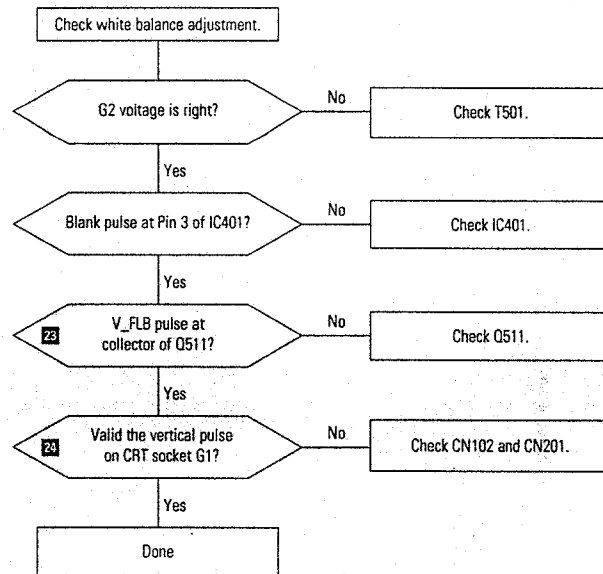 Check white balance adjustment.
G2 voltage is right?
No
Check T501.
Yes
Blank pulse at Pin 3 of IC401?
No
Check IC401.
Yes
23
V_FLB pulse at
collector of Q511?
No
Check Q511.
Yes
24
Valid the vertical pulse
on CRT socket G1?
No
Check CN102 and CN201.
Yes
Done